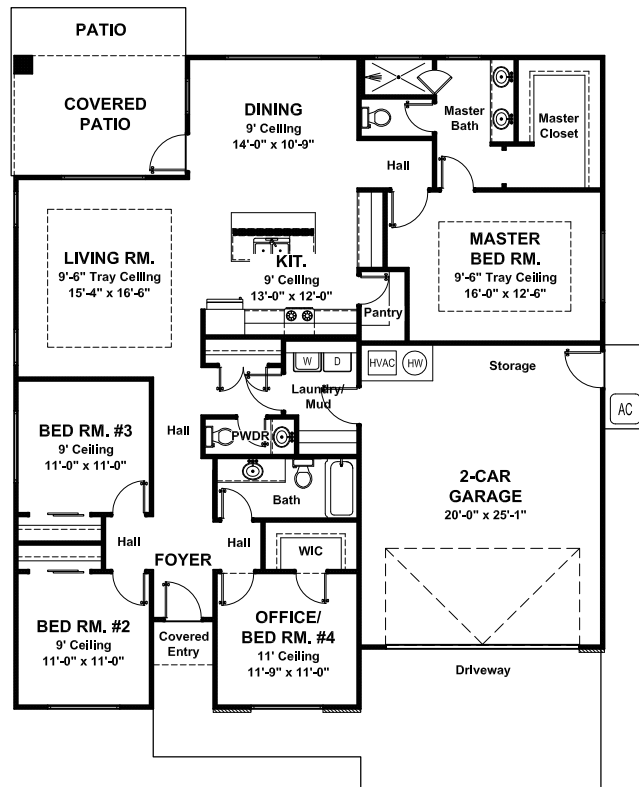 PATIO
COVERED
PATIO
DINING
9' Ceiling
14'-0" x 10'-9"
Master
Bath
Master
Closet
Hall
LIVING RM.
9'-6" Tray Ceiling
15'-4" x 16'-6"
KIT.
9' Ceiling
13'-0" x 12'-0"
MASTER
BED RM.
9'-6" Tray Ceiling
16'-0" x 12'-6"
Pantry
W
D
HVAC
HW
Storage
Laundry/
Mud
AC
BED RM. #3
9' Ceiling
11'-0" x 11'-0"
Hall
PWDR
2-CAR
GARAGE
20'-0" x 25'-1"
Bath
Hall
FOYER
Hall
WIC
BED RM. #2
9' Ceiling
11'-0" x 11'-0"
Covered
Entry
OFFICE/
BED RM. #4
11' Ceiling
11'-9" x 11'-0"
Driveway